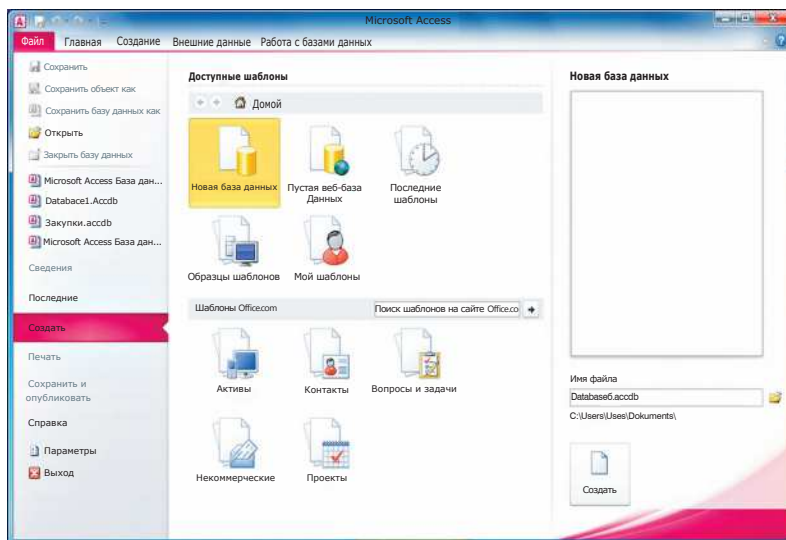 Microsoft Access
Файл Главная Создание Внешние данные Работа с базами данных
Сохранить
Сохранить объект как
Сохранить базу данных как
Открыть
Закрыть базу данных
Microsoft Access База дан...
Databace1.Accdb
Закупки.accdb
Microsoft Access База дан...
Сведения
Последние
Создать
Печать
Сохранить и
опубликовать
Справка
Параметры
Выход
Доступные шаблоны
Домой
Новая база данных
Пустая веб-база
Данных
Последние
шаблоны
Образцы шаблонов
Мой шаблоны
Шаблоны Office.com
Поиск шаблонов на сайте Office.co
Активы
Контакты
Вопросы и задачи
Некоммерческие
Проекты
Новая база данных
Имя файла
Database6.accdb
C:\Users\Uses\Dokuments\
Создать